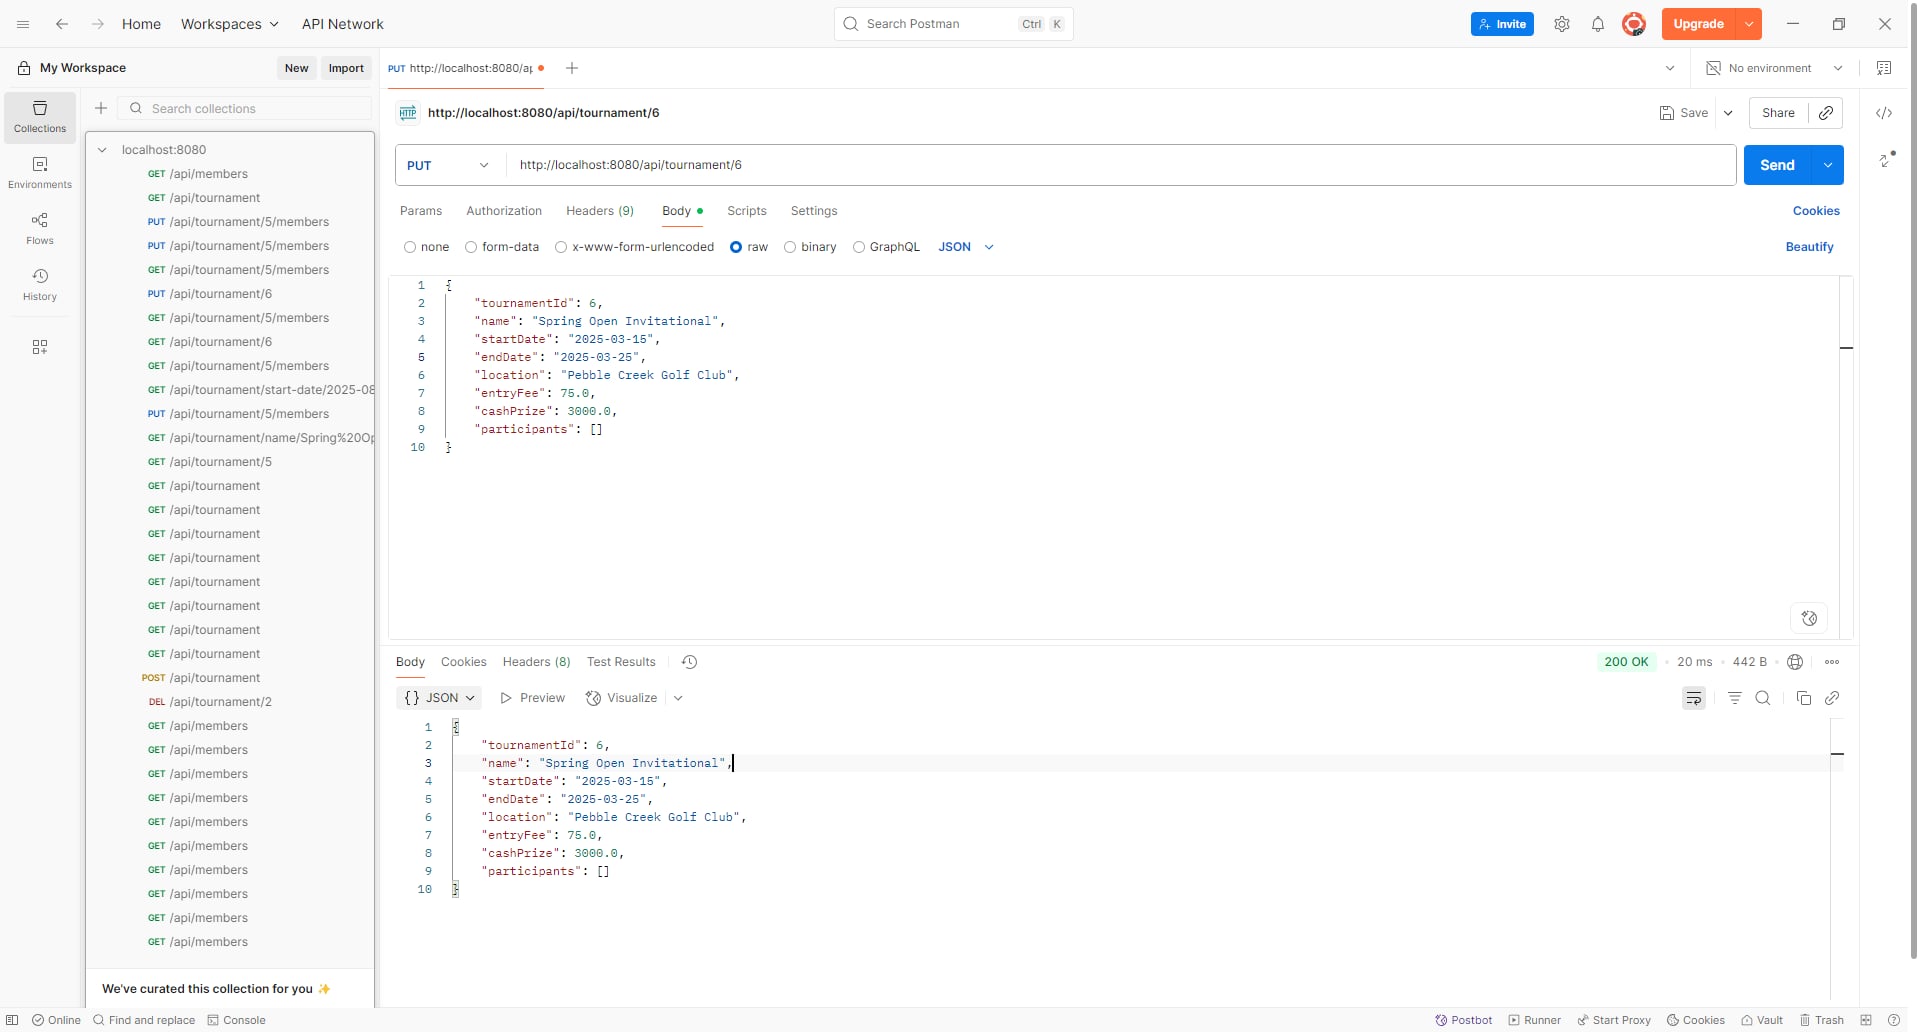 Home Workspaces API Network Search Postman Ctrl K Invite Upgrade
My Workspace New Import
PUT http://localhost:8080/ap
No environment
Collections
Environments
Flows
History
Search collections
localhost:8080
GET /api/members
GET /api/tournament
PUT /api/tournament/5/members
PUT /api/tournament/5/members
GET /api/tournament/5/members
PUT /api/tournament/6
GET /api/tournament/5/members
GET /api/tournament/6
GET /api/tournament/5/members
GET /api/tournament/start-date/2025-08
PUT /api/tournament/5/members
GET /api/tournament/name/Spring%20Op
GET /api/tournament/5
GET /api/tournament
GET /api/tournament
GET /api/tournament
GET /api/tournament
GET /api/tournament
GET /api/tournament
GET /api/tournament
GET /api/tournament
POST /api/tournament
DEL /api/tournament/2
GET /api/members
GET /api/members
GET /api/members
GET /api/members
GET /api/members
GET /api/members
GET /api/members
GET /api/members
GET /api/members
GET /api/members
We've curated this collection for you ✨
HTTP http://localhost:8080/api/tournament/6 Save Share
PUT http://localhost:8080/api/tournament/6 Send
Params Authorization Headers (9) Body Scripts Settings Cookies
none form-data x-www-form-urlencoded raw binary GraphQL JSON Beautify
1 {
2 "tournamentId": 6,
3 "name": "Spring Open Invitational",
4 "startDate": "2025-03-15",
5 "endDate": "2025-03-25",
6 "location": "Pebble Creek Golf Club",
7 "entryFee": 75.0,
8 "cashPrize": 3000.0,
9 "participants": []
10 }
Body Cookies Headers (8) Test Results 200 OK • 20 ms • 442 B
{} JSON Preview Visualize
1 {
2 "tournamentId": 6,
3 "name": "Spring Open Invitational",
4 "startDate": "2025-03-15",
5 "endDate": "2025-03-25",
6 "location": "Pebble Creek Golf Club",
7 "entryFee": 75.0,
8 "cashPrize": 3000.0,
9 "participants": []
10 }
Online Find and replace Console Postbot Runner Start Proxy Cookies Vault Trash